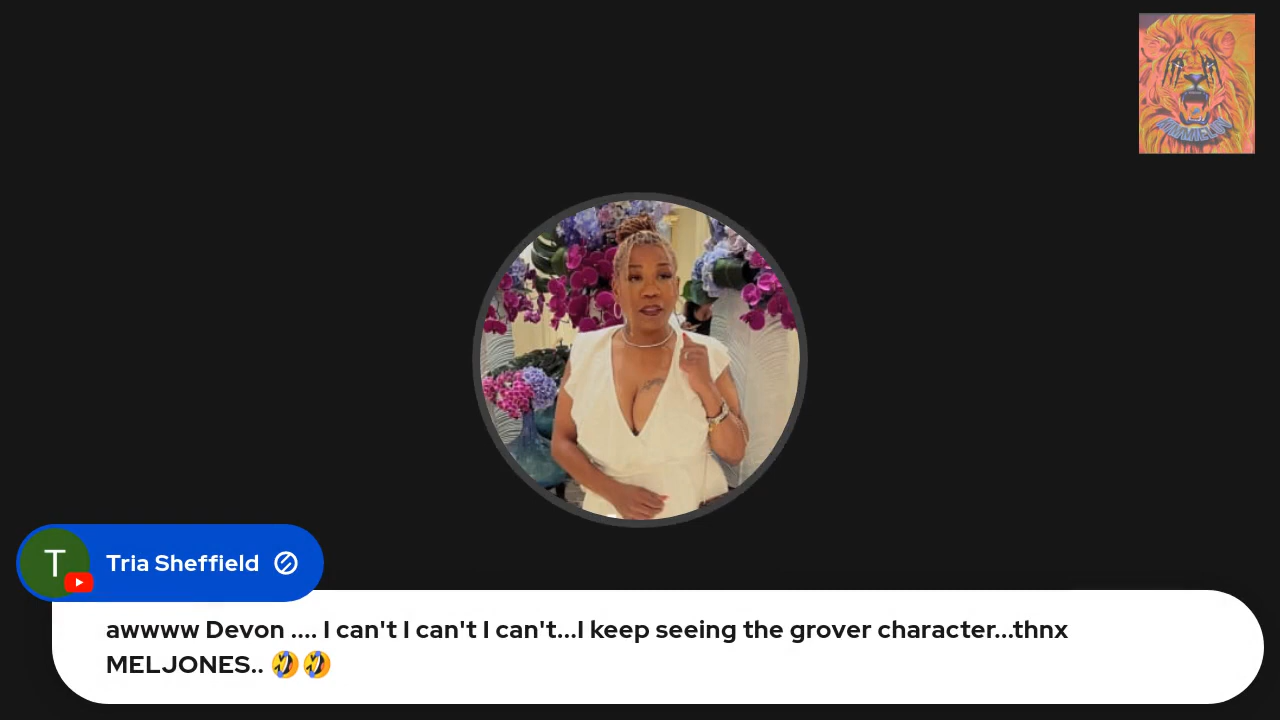 T Tria Sheffield
awwww Devon .... I can't I can't I can't...I keep seeing the grover character...thnx
MELJONES.. 🤣🤣